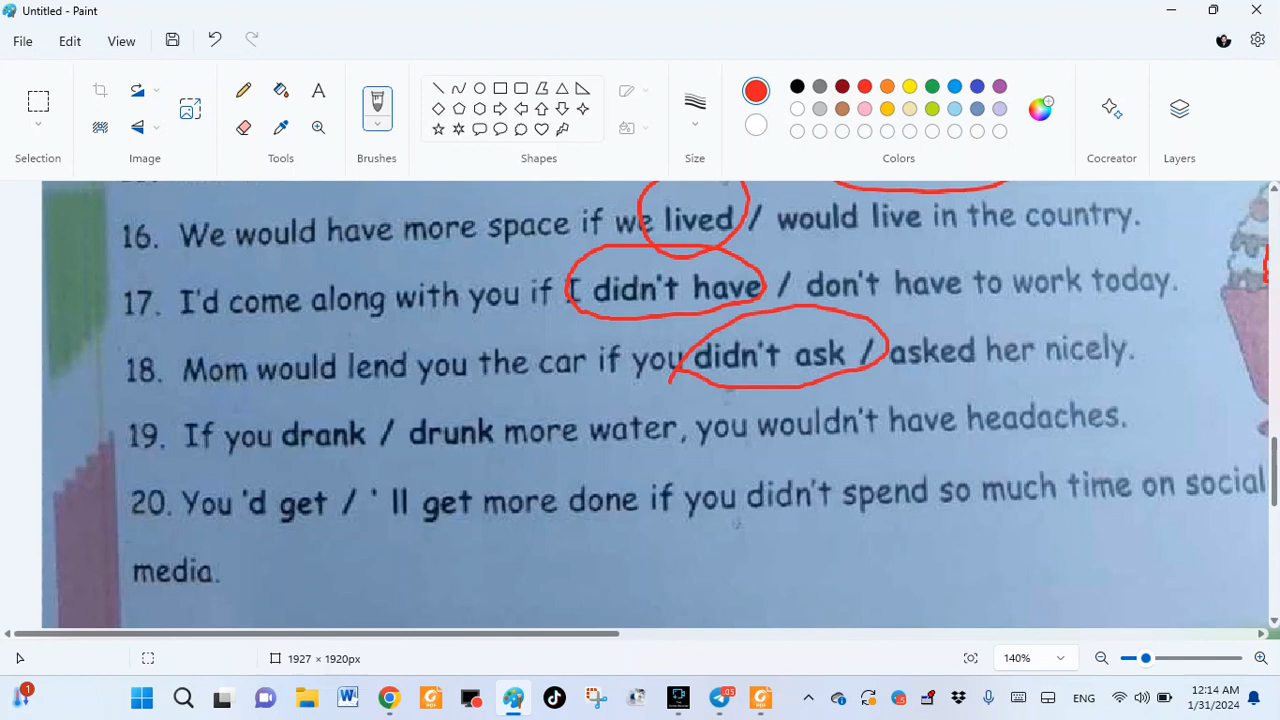 Untitled - Paint
File Edit View
Selection Image Tools Brushes Shapes Size Colors Cocreator Layers
16. We would have more space if we lived / would live in the country.
17. I'd come along with you if I didn't have / don't have to work today.
18. Mom would lend you the car if you didn't ask / asked her nicely.
19. If you drank / drunk more water, you wouldn't have headaches.
20. You 'd get / ' ll get more done if you didn't spend so much time on social
media.
1927 × 1920px 140%
1 05 ENG 12:14 AM
1/31/2024